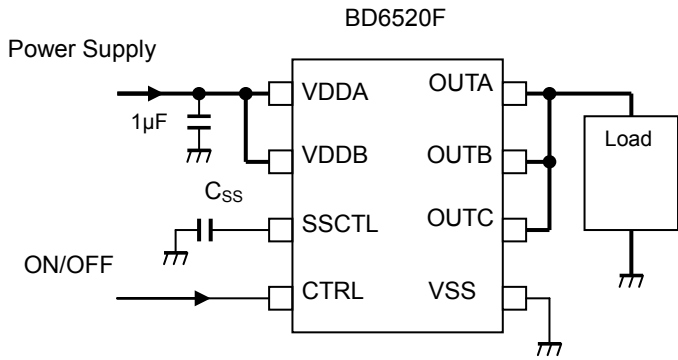 BD6520F
Power Supply
1µF
VDDA
OUTA
VDDB
OUTB
Load
CSS
SSCTL
OUTC
ON/OFF
CTRL
VSS